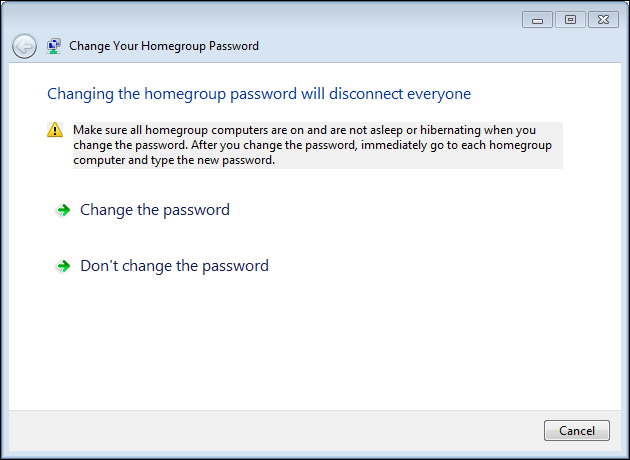 Change Your Homegroup Password
Changing the homegroup password will disconnect everyone
Make sure all homegroup computers are on and are not asleep or hibernating when you
change the password. After you change the password, immediately go to each homegroup
computer and type the new password.
Change the password
Don't change the password
Cancel